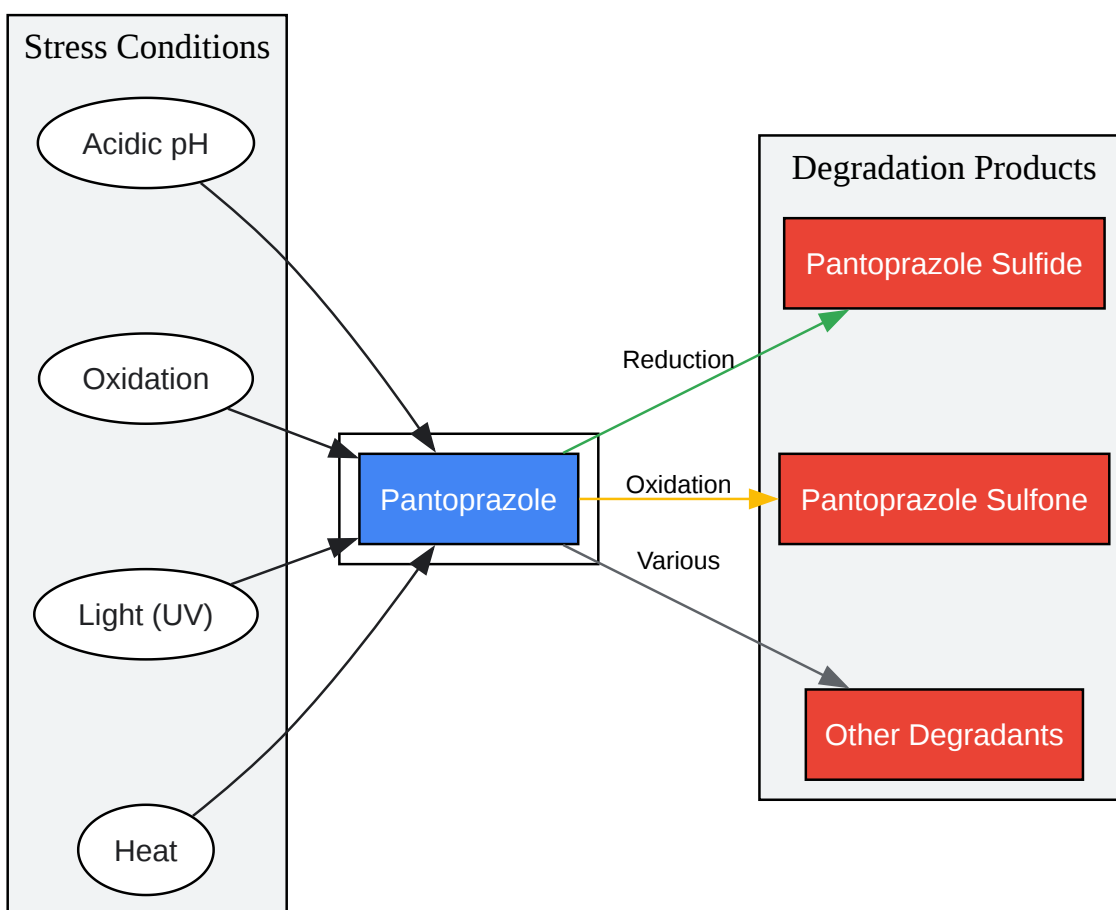 Stress Conditions
Acidic pH
Oxidation
Light (UV)
Heat
Pantoprazole
Reduction
Oxidation
Various
Degradation Products
Pantoprazole Sulfide
Pantoprazole Sulfone
Other Degradants